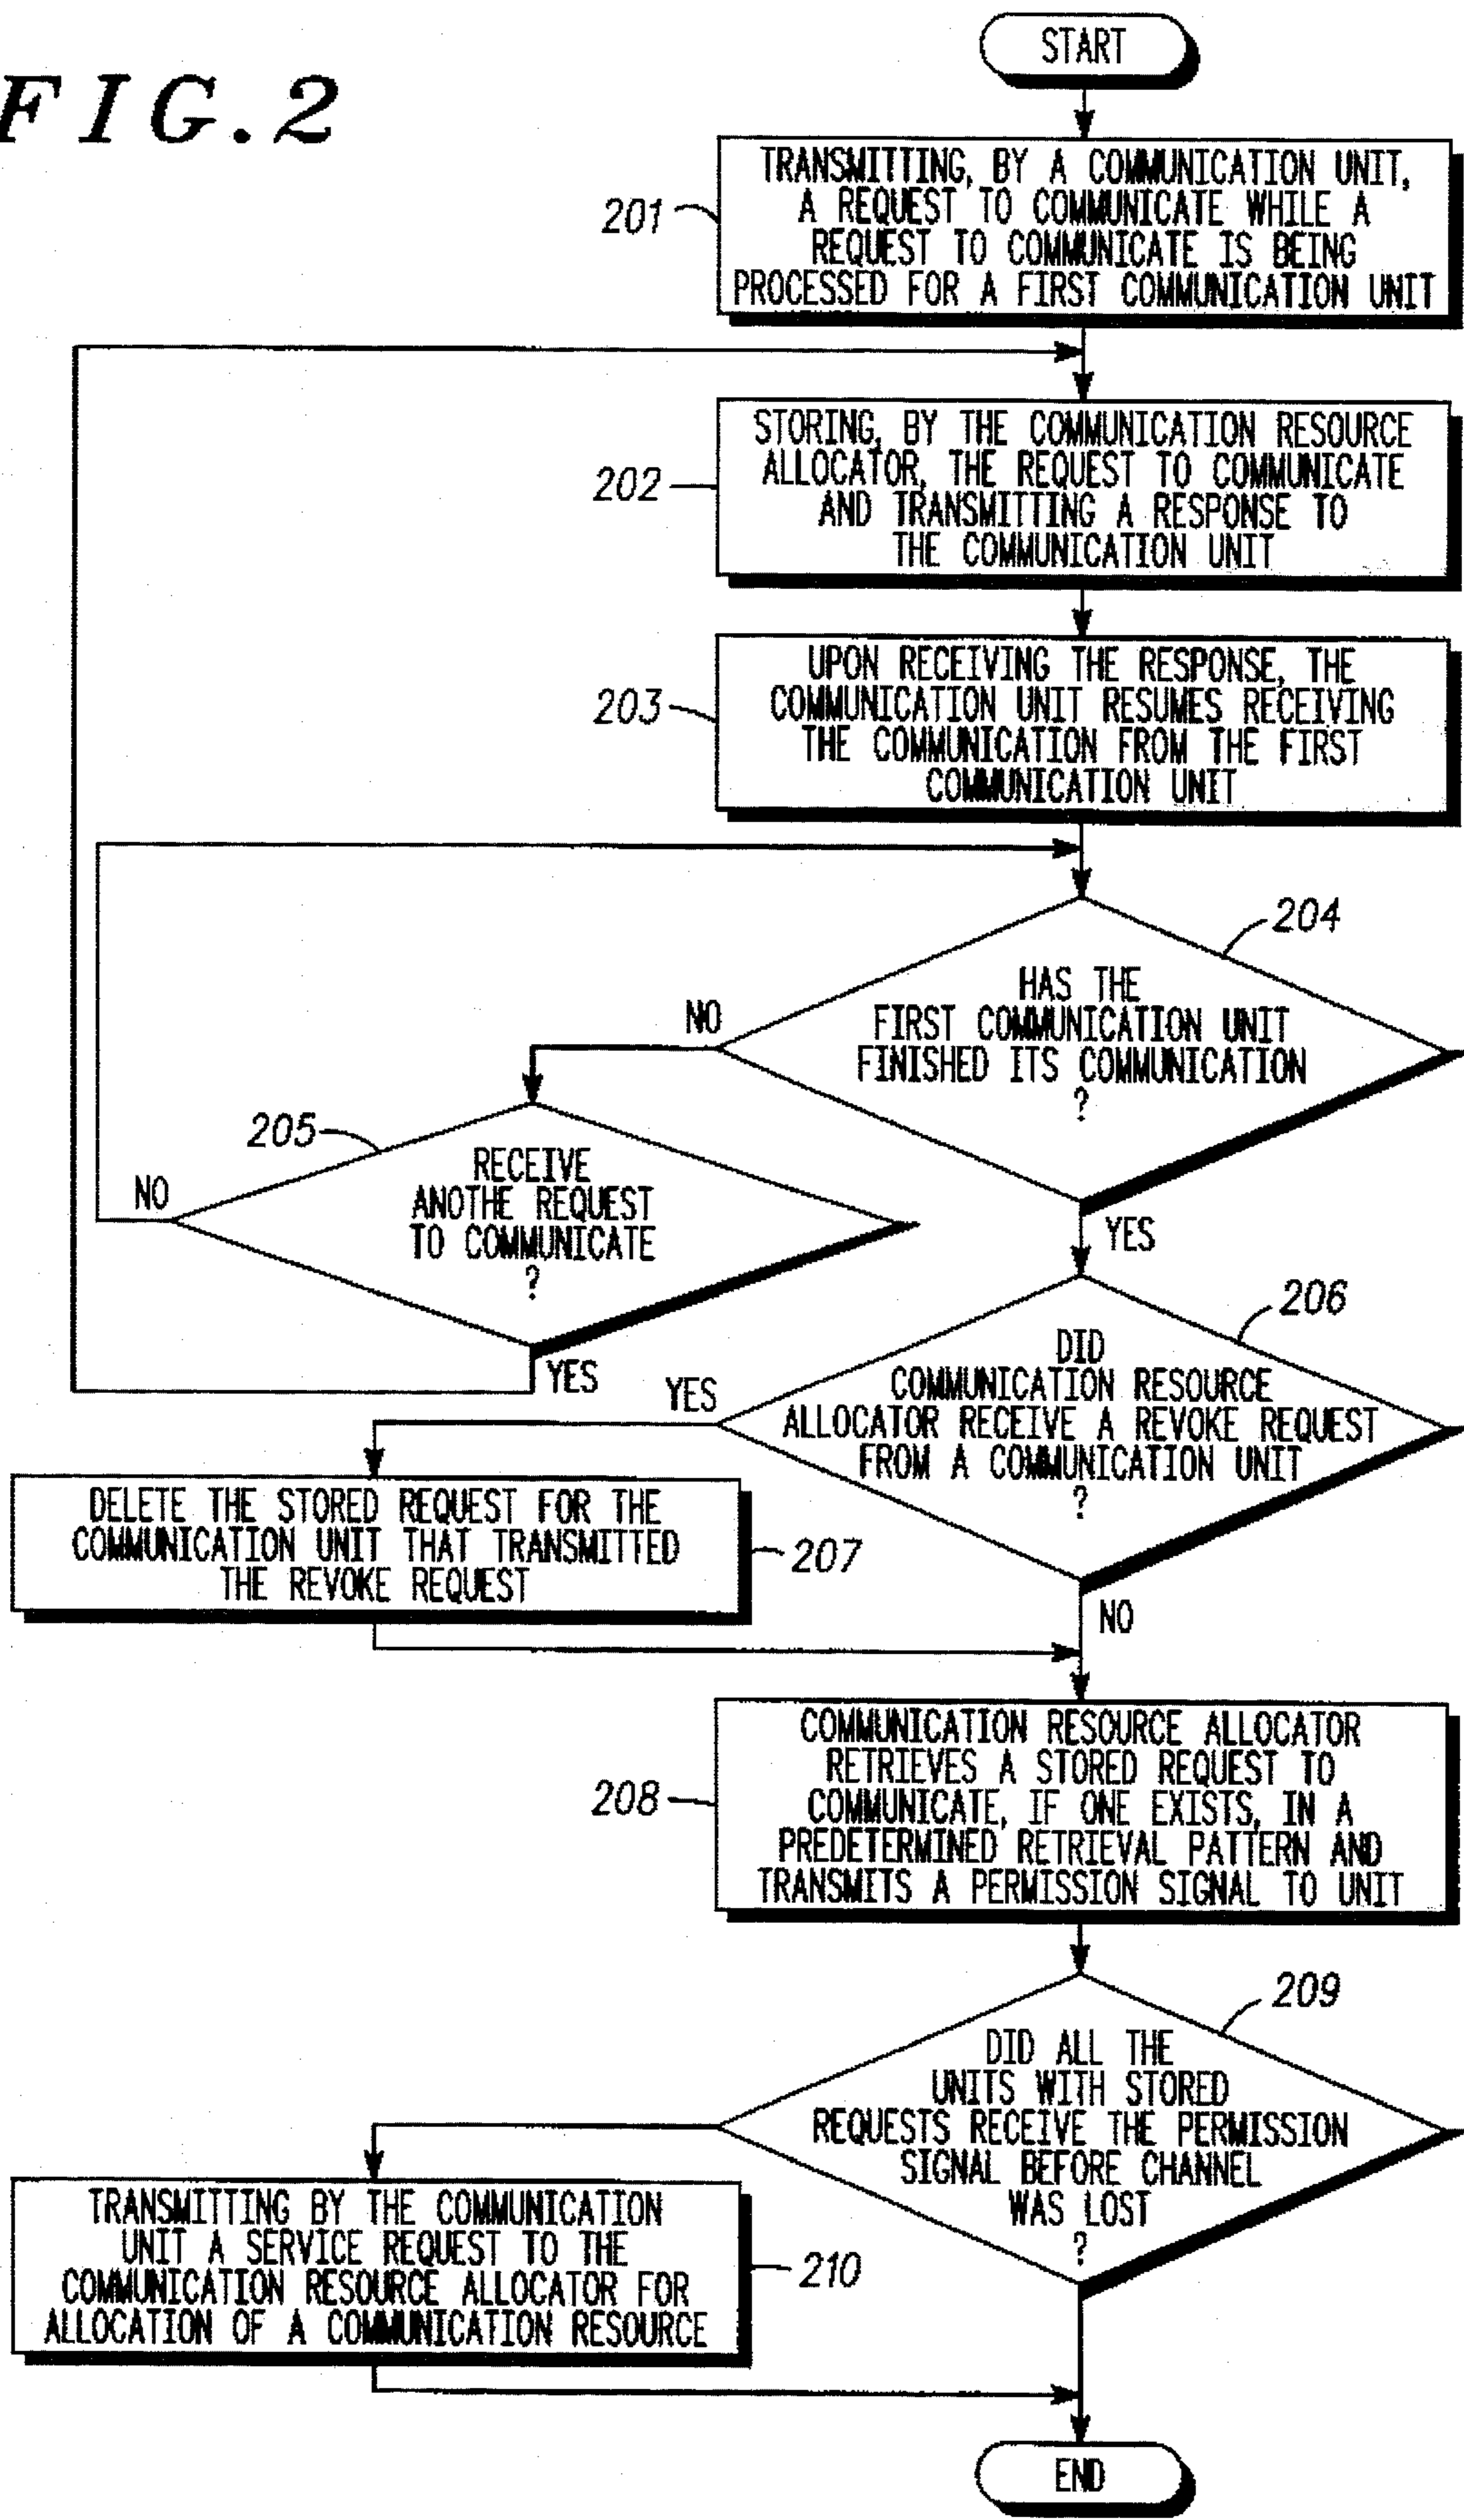 FIG.2
START
TRANSMITTING, BY A COMMUNICATION UNIT,
A REQUEST TO COMMUNICATE WHILE A
REQUEST TO COMMUNICATE IS BEING
PROCESSED FOR A FIRST COMMUNICATION UNIT
201
STORING, BY THE COMMUNICATION RESOURCE
ALLOCATOR, THE REQUEST TO COMMUNICATE
AND TRANSMITTING A RESPONSE TO
THE COMMUNICATION UNIT
202
UPON RECEIVING THE RESPONSE, THE
COMMUNICATION UNIT RESUMES RECEIVING
THE COMMUNICATION FROM THE FIRST
COMMUNICATION UNIT
203
204
HAS THE
FIRST COMMUNICATION UNIT
FINISHED ITS COMMUNICATION
?
NO
YES
205
RECEIVE
ANOTHE REQUEST
TO COMMUNICATE
?
NO
YES
206
DID
COMMUNICATION RESOURCE
ALLOCATOR RECEIVE A REVOKE REQUEST
FROM A COMMUNICATION UNIT
?
YES
NO
DELETE THE STORED REQUEST FOR THE
COMMUNICATION UNIT THAT TRANSMITTED
THE REVOKE REQUEST
207
COMMUNICATION RESOURCE ALLOCATOR
RETRIEVES A STORED REQUEST TO
COMMUNICATE, IF ONE EXISTS, IN A
PREDETERMINED RETRIEVAL PATTERN AND
TRANSMITS A PERMISSION SIGNAL TO UNIT
208
209
DID ALL THE
UNITS WITH STORED
REQUESTS RECEIVE THE PERMISSION
SIGNAL BEFORE CHANNEL
WAS LOST
?
TRANSMITTING BY THE COMMUNICATION
UNIT A SERVICE REQUEST TO THE
COMMUNICATION RESOURCE ALLOCATOR FOR
ALLOCATION OF A COMMUNICATION RESOURCE
210
END